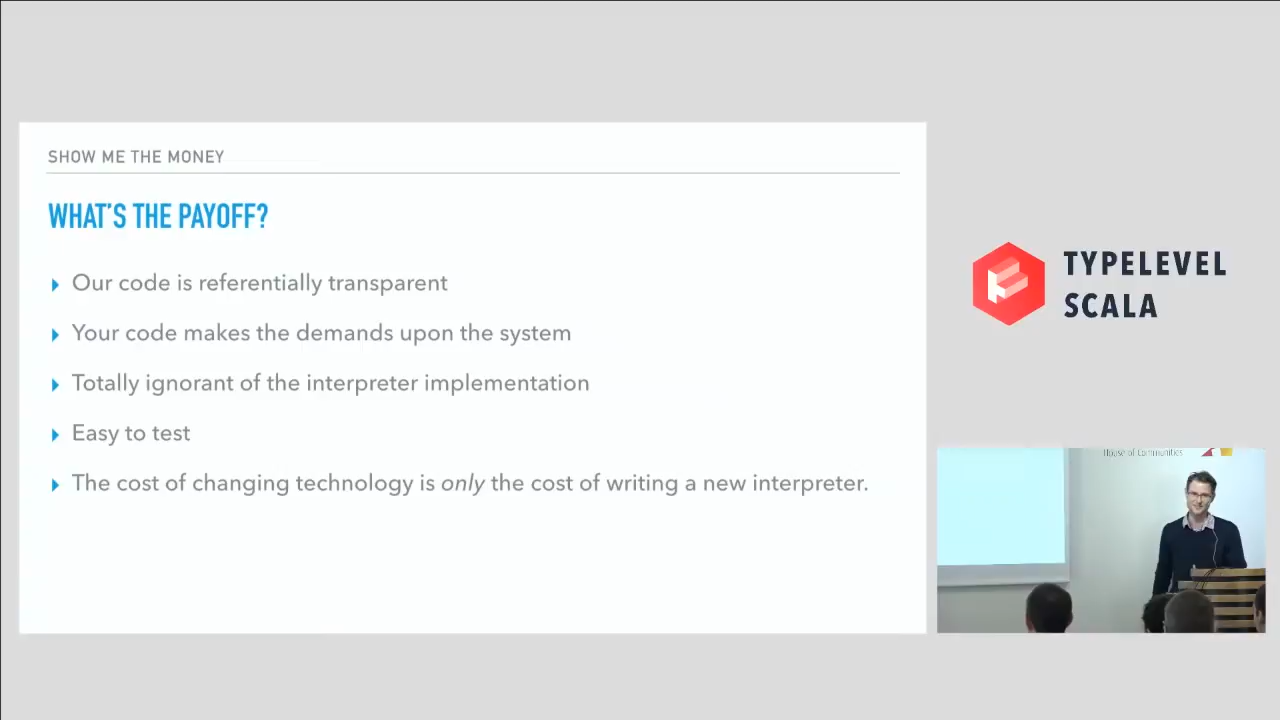 SHOW ME THE MONEY
WHAT'S THE PAYOFF?
Our code is referentially transparent
Your code makes the demands upon the system
Totally ignorant of the interpreter implementation
Easy to test
The cost of changing technology is only the cost of writing a new interpreter.
TYPELEVEL
SCALA
House of Communities